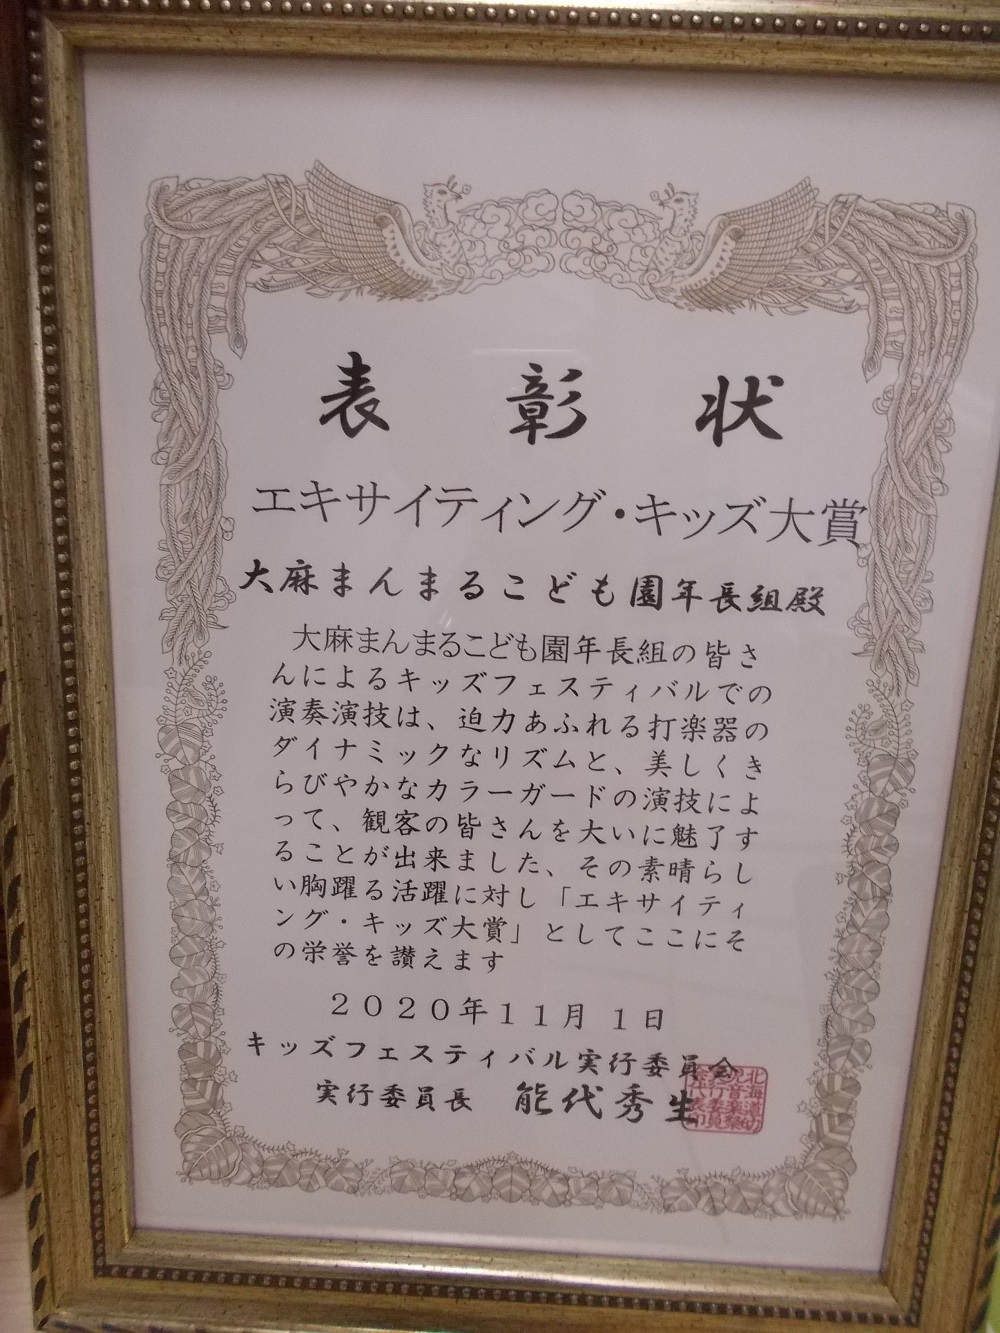 表彰状
エキサイティング・キッズ大賞
大麻まんまるこども園年長組殿
大麻まんまるこども園年長組の皆さ
んによるキッズフェスティバルでの
演奏演技は、迫力あふれる打楽器の
ダイナミックなリズムと、美しくき
らびやかなカラーガードの演技によ
って、観客の皆さんを大いに魅了す
ることが出来ました、その素晴らし
い胸躍る活躍に対し「エキサイティ
ング・キッズ大賞」としてここにそ
の栄誉を讃えます
2020年11月1日
キッズフェスティバル実行委員会
実行委員長 能代秀生
北海道